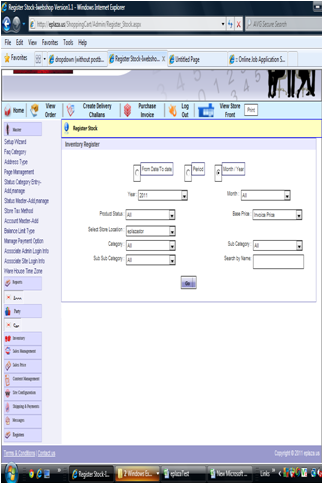 Register Stock-Iwebshop Version1.1 - Windows Internet Explorer
http://eplaza.us/ShoppingCart/Admin/Register_Stock.aspx
AVG Secure Search
File Edit View Favorites Tools Help
Favorites
dropdown (without postb...
Register Stock-Iwebsho...
Untitled Page
:: Online Job Application S...
Home
View Order
Create Delivery Challans
Purchase Invoice
Log Out
View Store Front
Print
Master
Register Stock
Setup Wizard
Faq Category
Address Type
Page Management
Status Category Entry-Add,manage
Status Master-Add,manage
Store Tax Method
Account Master-Add
Balance Limit Type
Manage Payment Option
Associate Admin Login Info
Associate Site Login Info
Ware House Time Zone
Reports
Party
Inventory
Sales Management
Sales Price
Content Management
Site Configuration
Shipping & Payments
Messages
Registers
Inventory Register
From Date To date
Period
Month / Year
Year 2011
Month All
Product Status All
Base Price Invoice Price
Select Store Location eplazastor
Category All
Sub Category All
Sub Sub Category All
Search by Name
Go
Terms & Conditions | Contact us
Copyright © 2011 eplaza.us
Register Stock-I...
2 Windows Ex...
eplazaTest
New Microsoft ...
Links